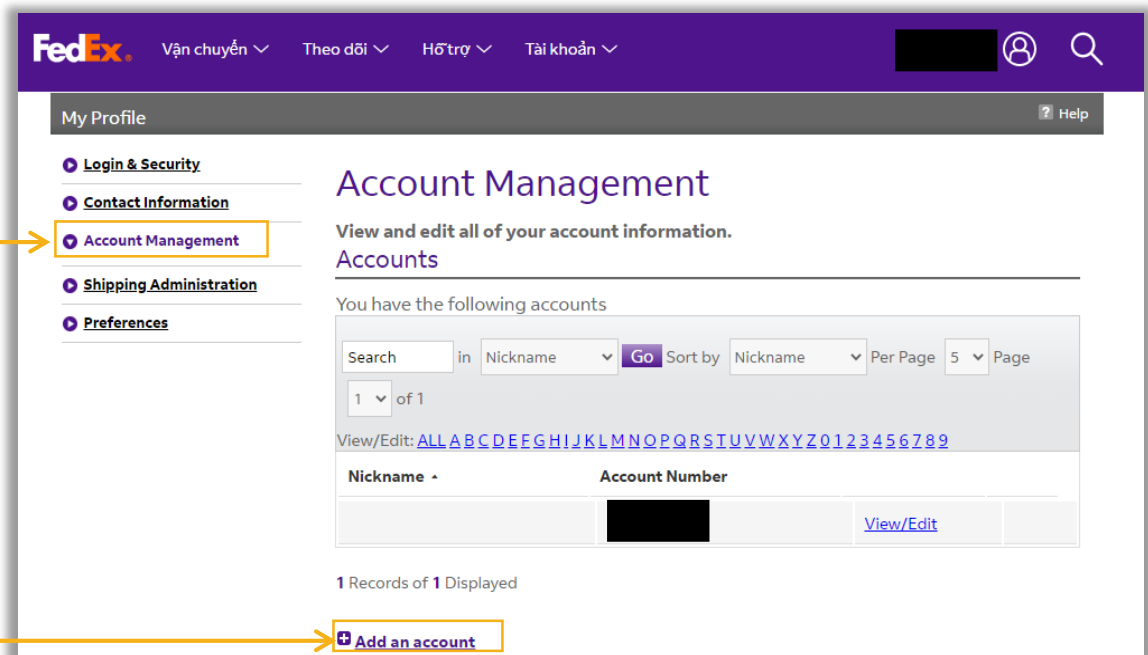 FedEx. Vận chuyển Theo dõi Hỗ trợ Tài khoản
My Profile ? Help
Login & Security
Contact Information
Account Management
Shipping Administration
Preferences
Account Management
View and edit all of your account information.
Accounts
You have the following accounts
Search in Nickname Go Sort by Nickname Per Page 5 Page
1 of 1
View/Edit: ALL A B C D E F G H I J K L M N O P Q R S T U V W X Y Z 0 1 2 3 4 5 6 7 8 9
Nickname Account Number
View/Edit
1 Records of 1 Displayed
Add an account